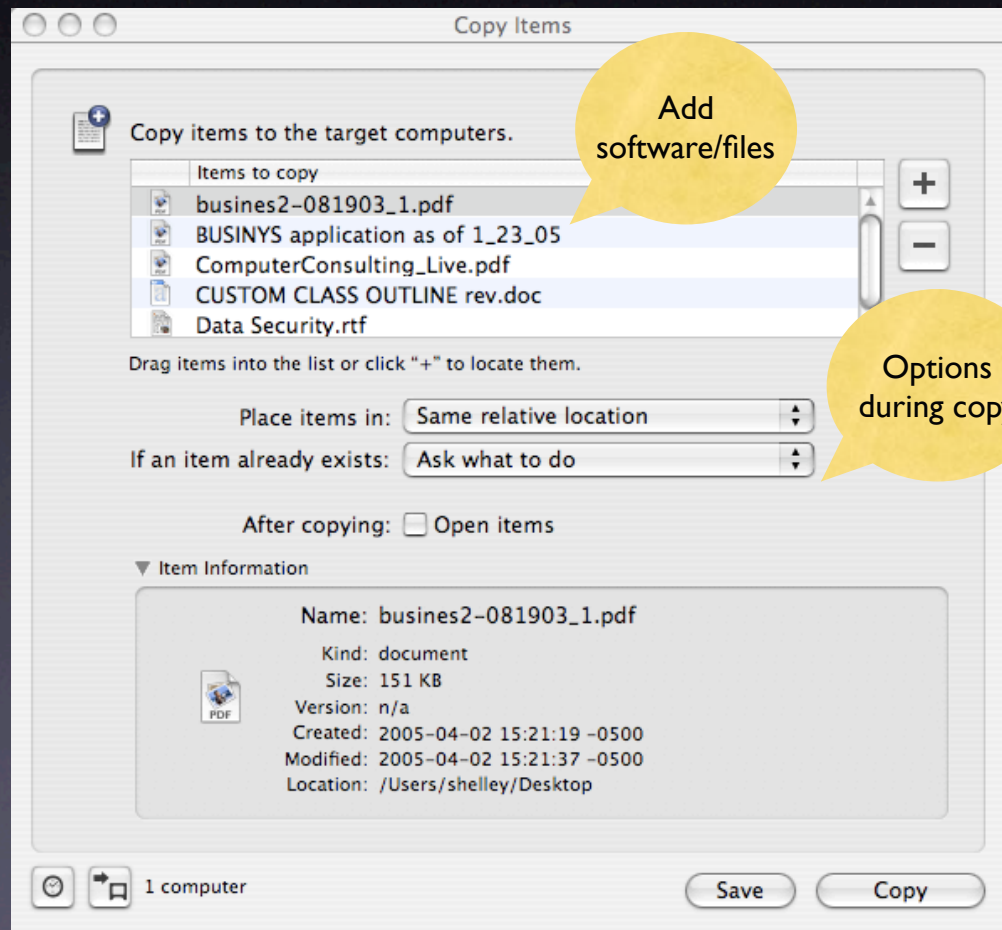 Copy Items
Add
software/files
Copy items to the target computers.
Items to copy
busines2-081903_1.pdf
BUSINYS application as of 1_23_05
ComputerConsulting_Live.pdf
CUSTOM CLASS OUTLINE rev.doc
Data Security.rtf
Drag items into the list or click “+” to locate them.
Options
during copy
Place items in: Same relative location
If an item already exists: Ask what to do
After copying: Open items
Item Information
Name: busines2-081903_1.pdf
Kind: document
Size: 151 KB
PDF
Version: n/a
Created: 2005-04-02 15:21:19 -0500
Modified: 2005-04-02 15:21:37 -0500
Location: /Users/shelley/Desktop
1 computer
Save
Copy